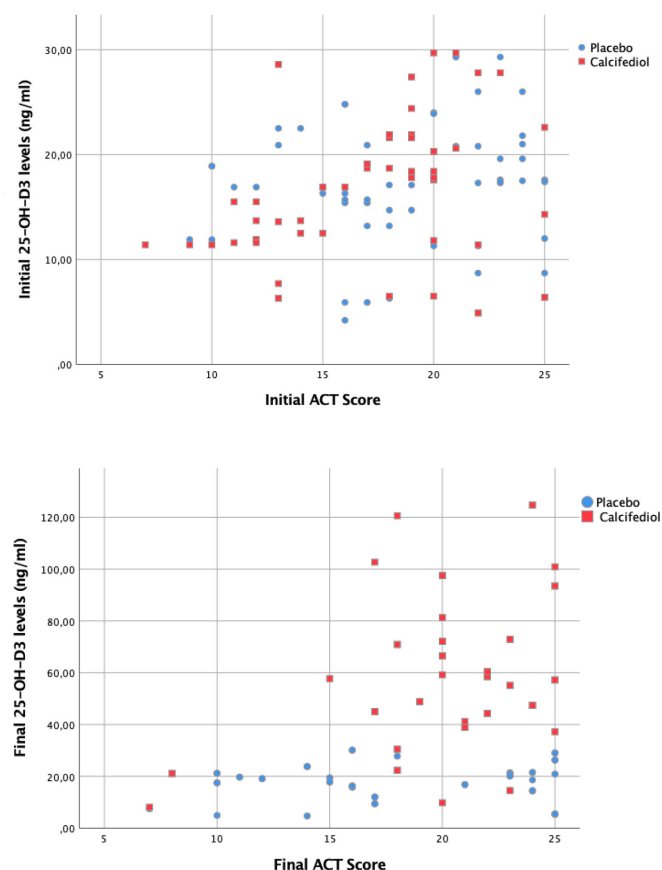 30,00
20,00
10,00
,00
Initial 25-OH-D3 levels (ng/ml)
5
10
15
20
25
Initial ACT Score
Placebo
Calcifediol
120,00
100,00
80,00
60,00
40,00
20,00
,00
Final 25-OH-D3 levels (ng/ml)
5
10
15
20
25
Final ACT Score
Placebo
Calcifediol